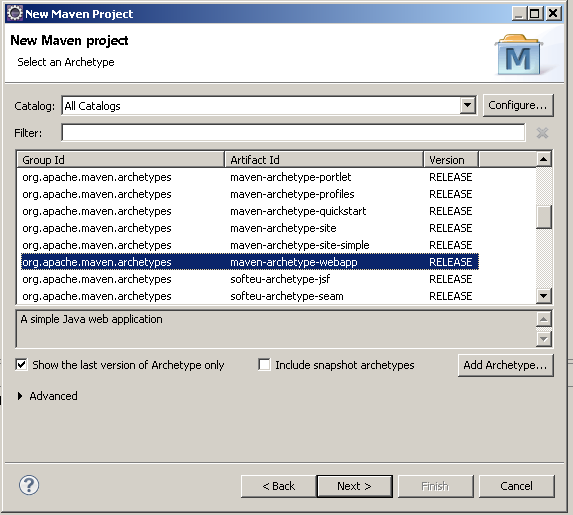 New Maven Project
New Maven project
Select an Archetype
M
Catalog: All Catalogs Configure...
Filter:
Group Id Artifact Id Version
org.apache.maven.archetypes maven-archetype-portlet RELEASE
org.apache.maven.archetypes maven-archetype-profiles RELEASE
org.apache.maven.archetypes maven-archetype-quickstart RELEASE
org.apache.maven.archetypes maven-archetype-site RELEASE
org.apache.maven.archetypes maven-archetype-site-simple RELEASE
org.apache.maven.archetypes maven-archetype-webapp RELEASE
org.apache.maven.archetypes softeu-archetype-jsf RELEASE
org.apache.maven.archetypes softeu-archetype-seam RELEASE
A simple Java web application
Show the last version of Archetype only Include snapshot archetypes Add Archetype...
Advanced
? < Back Next > Finish Cancel